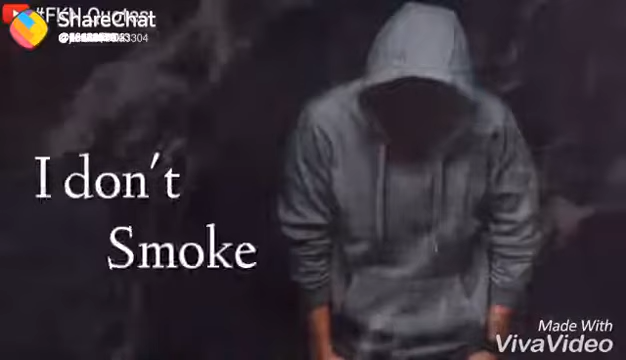 #FKN Quotes
ShareChat
I don't
Smoke
Made With
VivaVideo